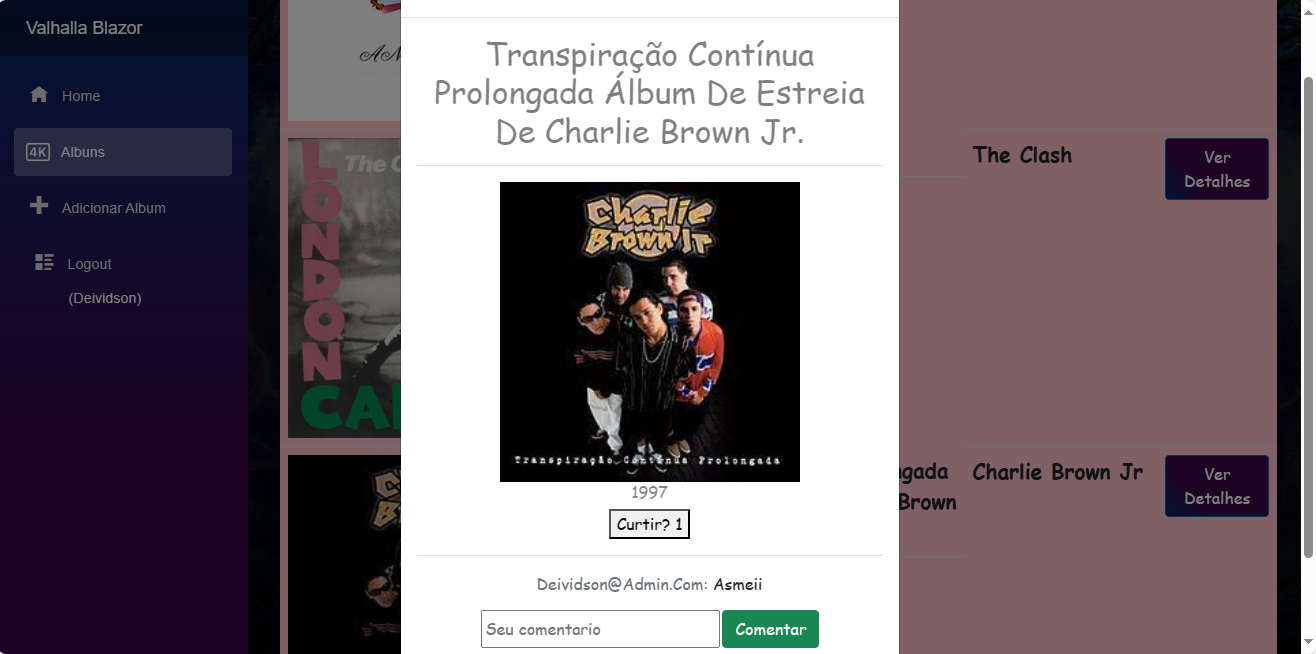 Valhalla Blazor
Home
4K Albuns
Adicionar Album
Logout
(Deividson)
AM
The C
LONDON
CAL
Transpiração Contínua
Prolongada Álbum De Estreia
De Charlie Brown Jr.
Charlie
Brown Jr
Transpiração Contínua Prolongada
1997
Curtir? 1
Deividson@Admin.Com: Asmeii
Seu comentario
Comentar
The Clash
Ver
Detalhes
ngada
Brown
Charlie Brown Jr
Ver
Detalhes